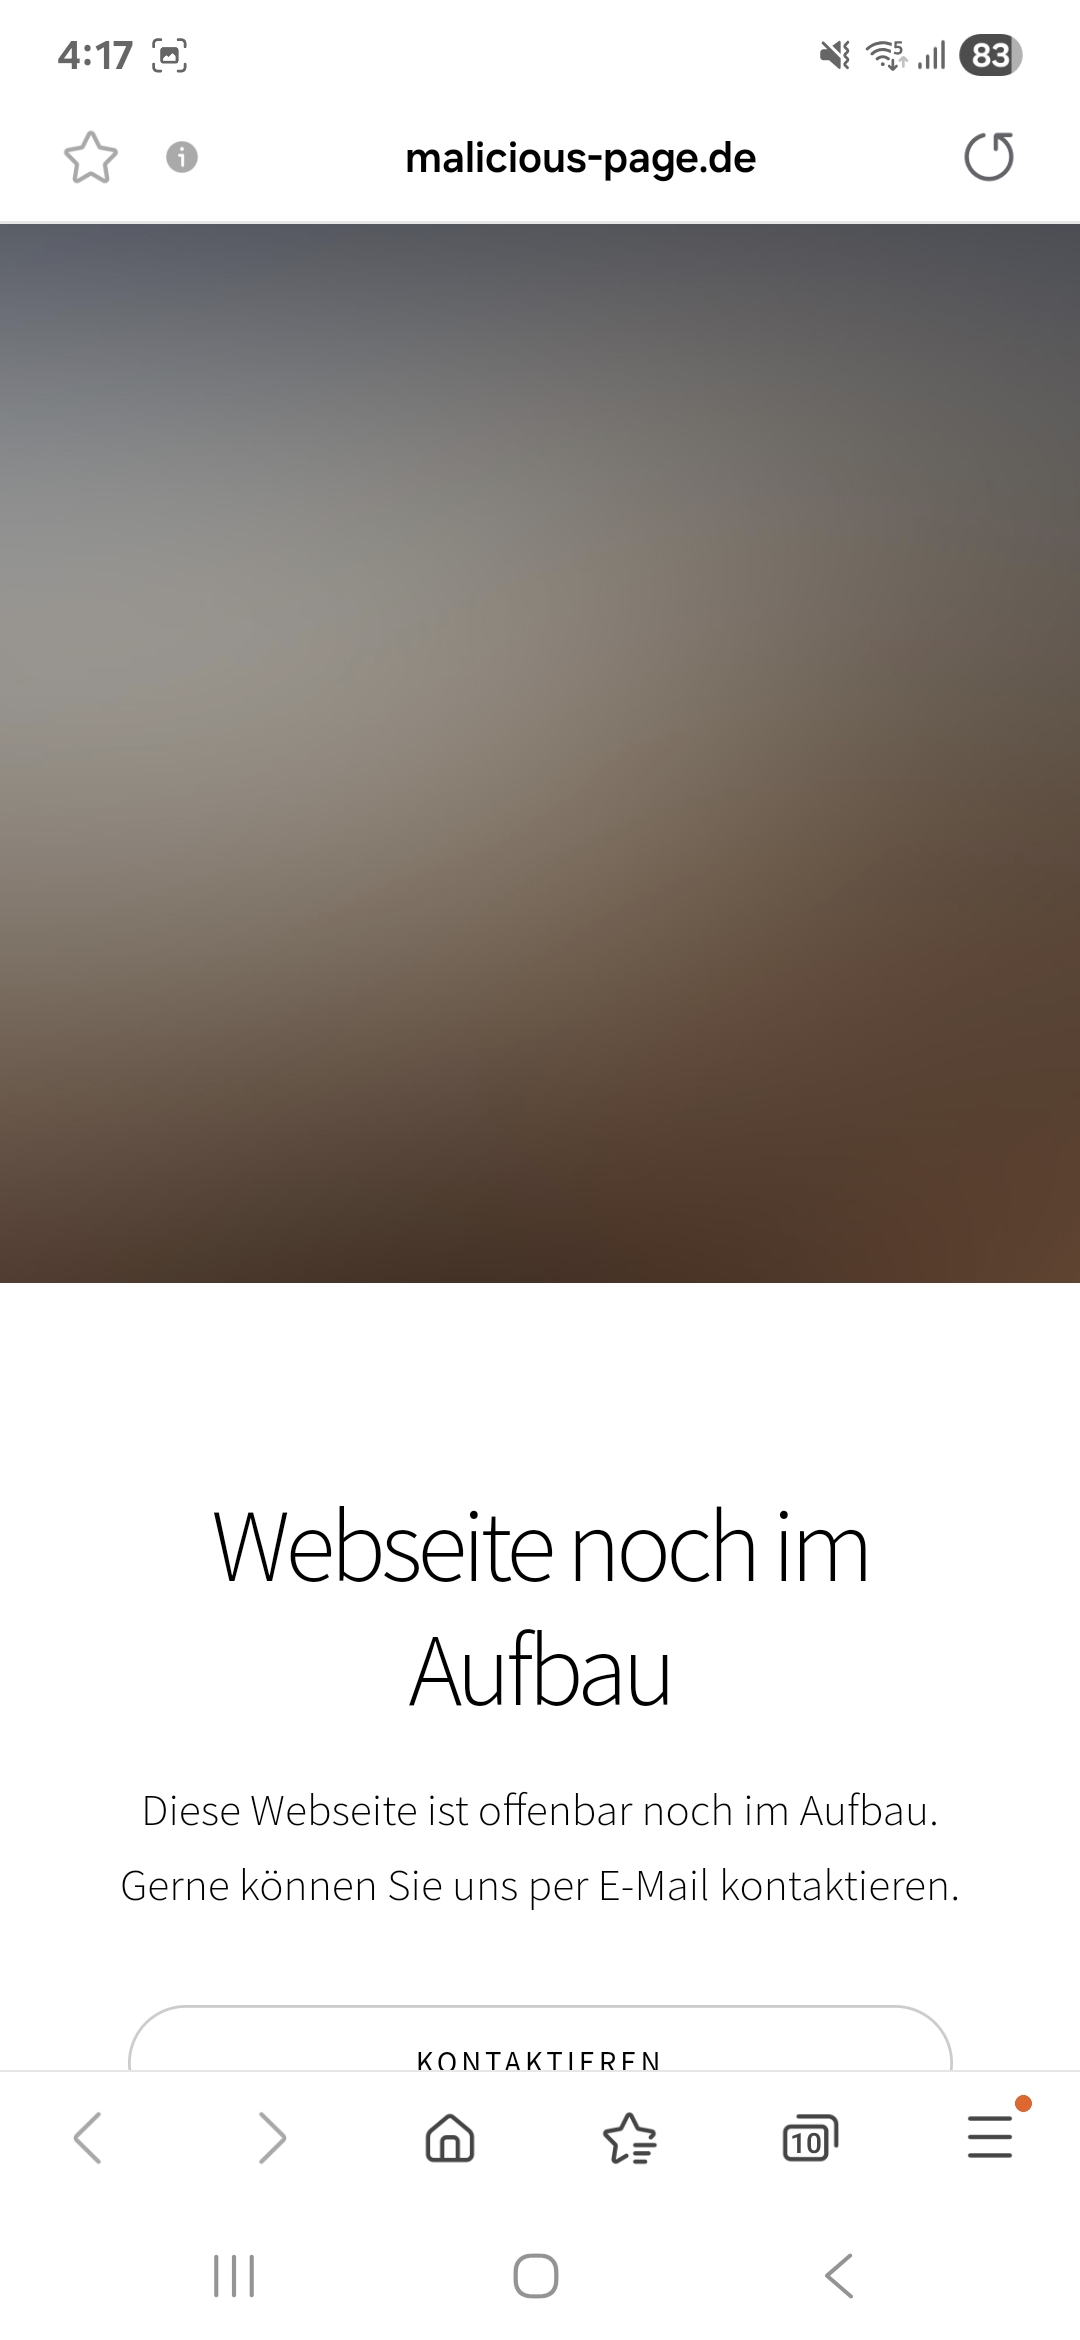 4:17
5
83
malicious-page.de
Webseite noch im
Aufbau
Diese Webseite ist offenbar noch im Aufbau.
Gerne können Sie uns per E-Mail kontaktieren.
KONTAKTIEREN
10